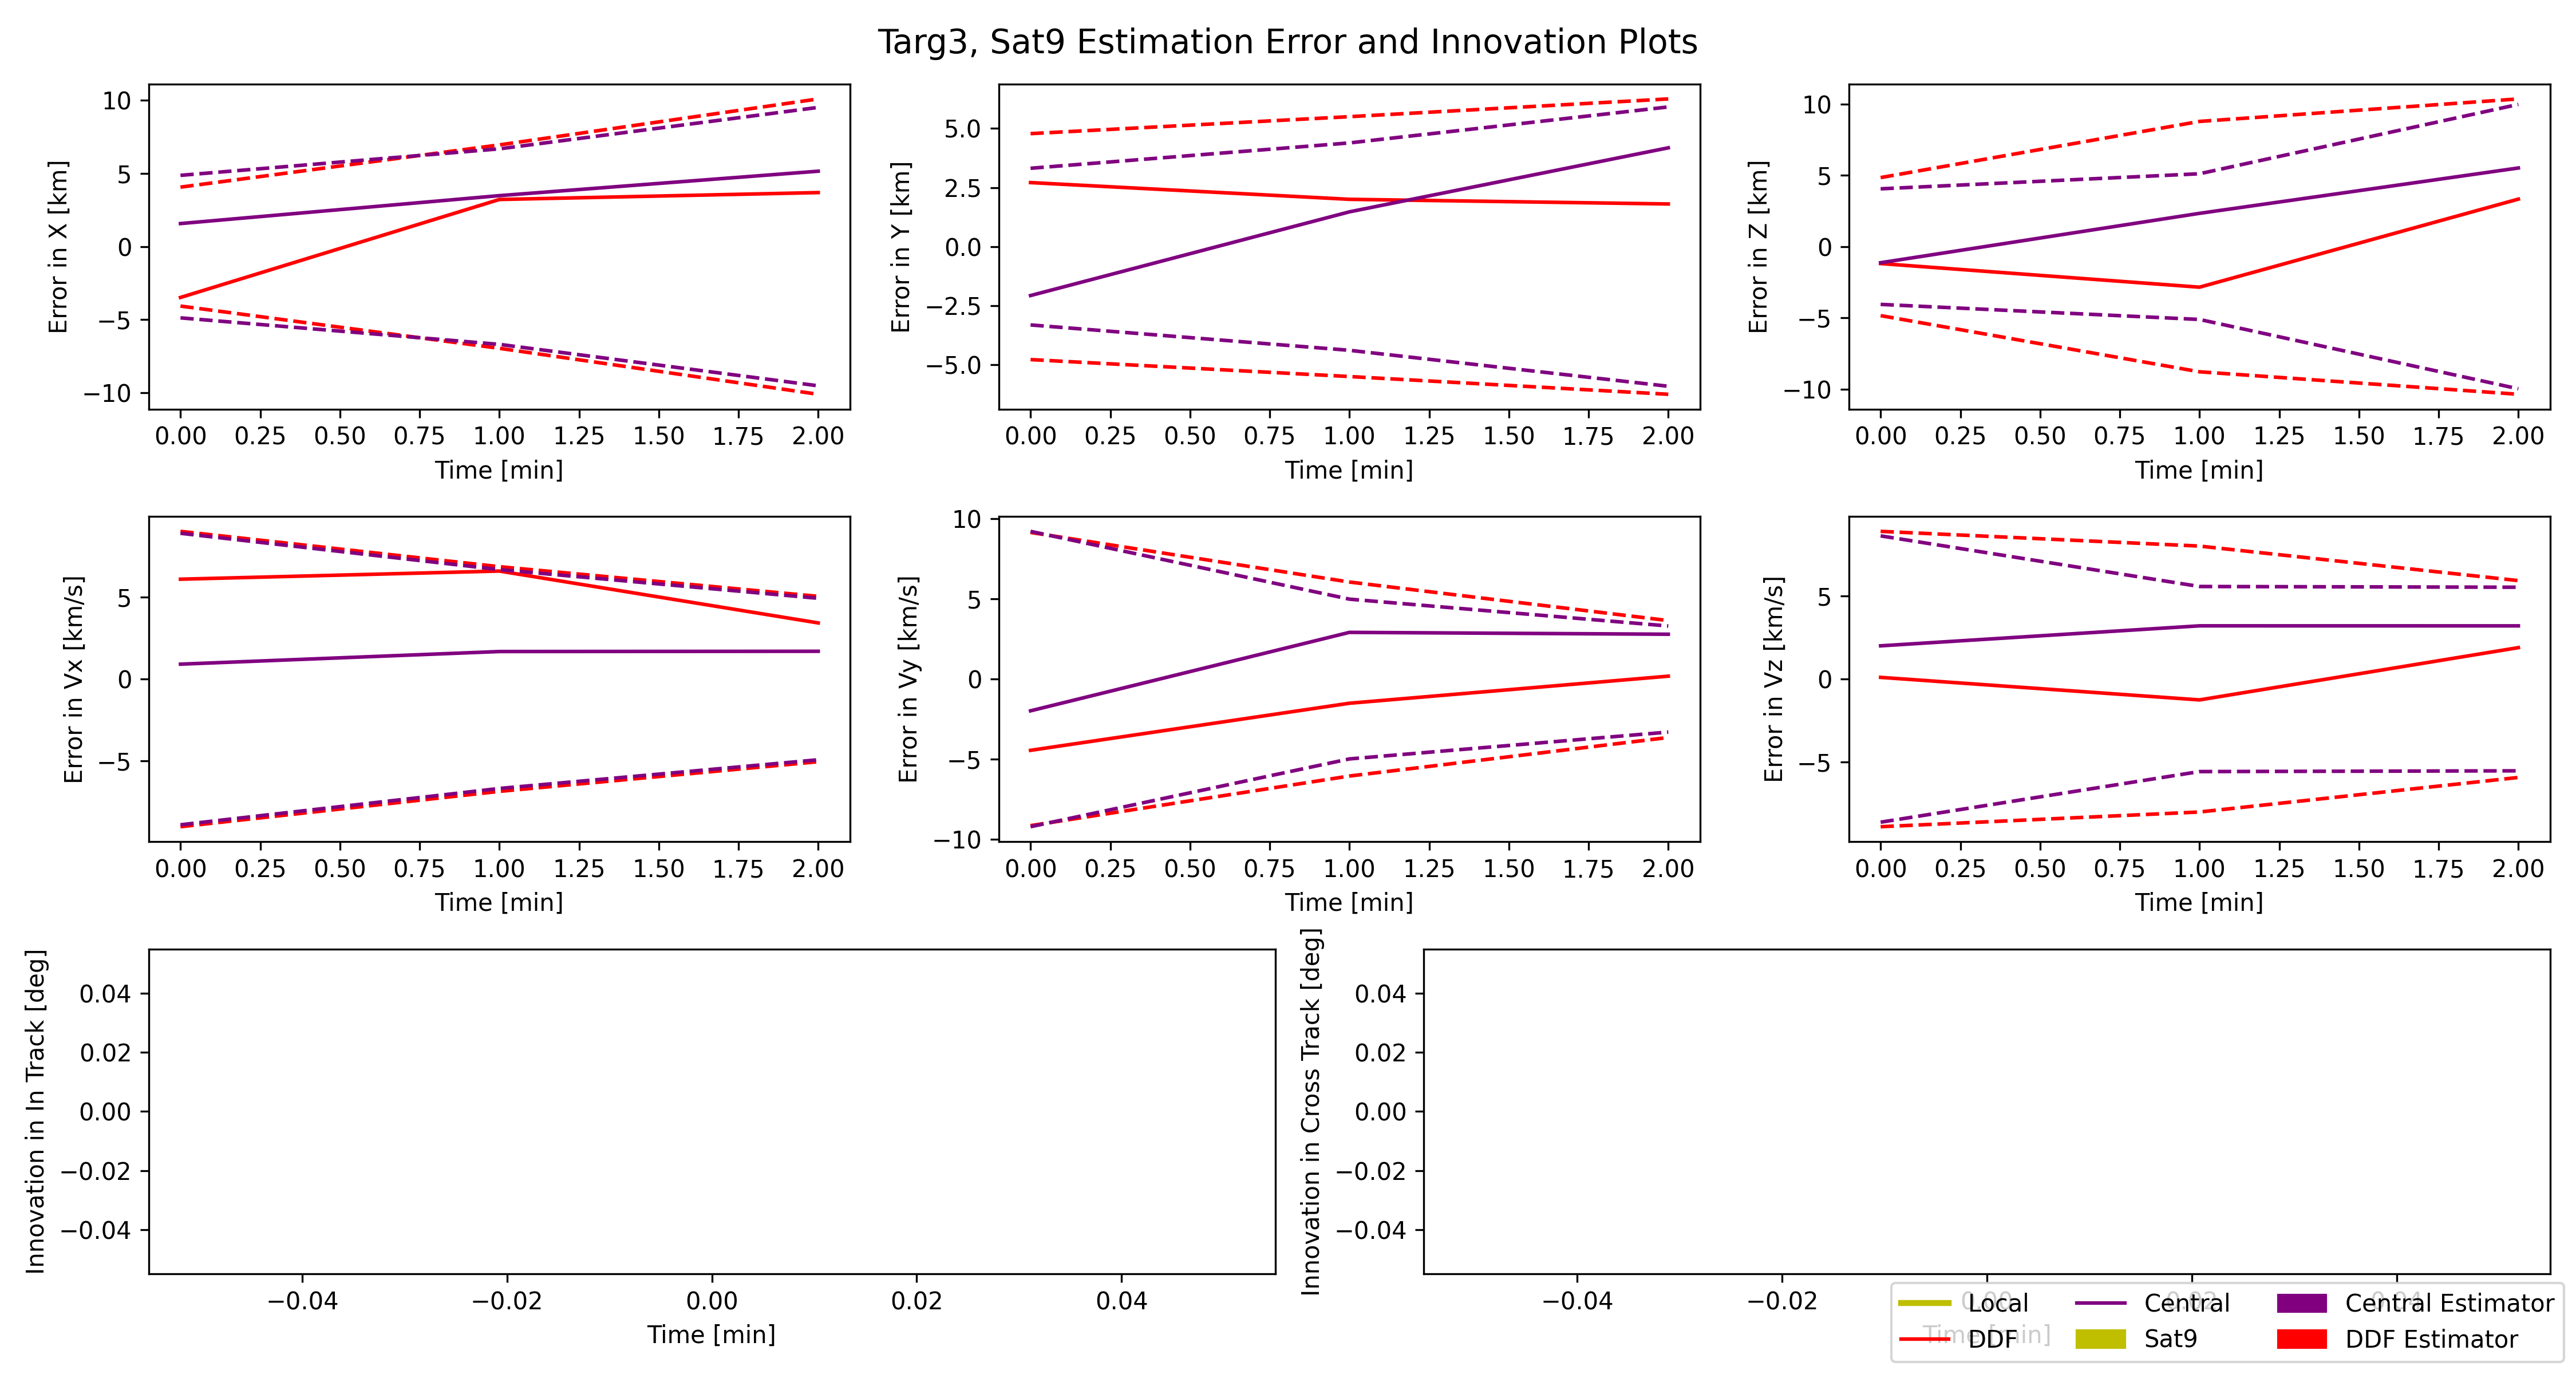 Targ3, Sat9 Estimation Error and Innovation Plots
Error in X [km]
10
5
0
−5
−10
0.00 0.25 0.50 0.75 1.00 1.25 1.50 1.75 2.00
Time [min]
Error in Y [km]
5.0
2.5
0.0
−2.5
−5.0
0.00 0.25 0.50 0.75 1.00 1.25 1.50 1.75 2.00
Time [min]
Error in Z [km]
10
5
0
−5
−10
0.00 0.25 0.50 0.75 1.00 1.25 1.50 1.75 2.00
Time [min]
Error in Vx [km/s]
5
0
−5
0.00 0.25 0.50 0.75 1.00 1.25 1.50 1.75 2.00
Time [min]
Error in Vy [km/s]
10
5
0
−5
−10
0.00 0.25 0.50 0.75 1.00 1.25 1.50 1.75 2.00
Time [min]
Error in Vz [km/s]
5
0
−5
0.00 0.25 0.50 0.75 1.00 1.25 1.50 1.75 2.00
Time [min]
Innovation in In Track [deg]
0.04
0.02
0.00
−0.02
−0.04
−0.04 −0.02 0.00 0.02 0.04
Time [min]
Innovation in Cross Track [deg]
0.04
0.02
0.00
−0.02
−0.04
−0.04 −0.02 0.00 0.02 0.04
Time [min]
Local Central Central Estimator
DDF Sat9 DDF Estimator